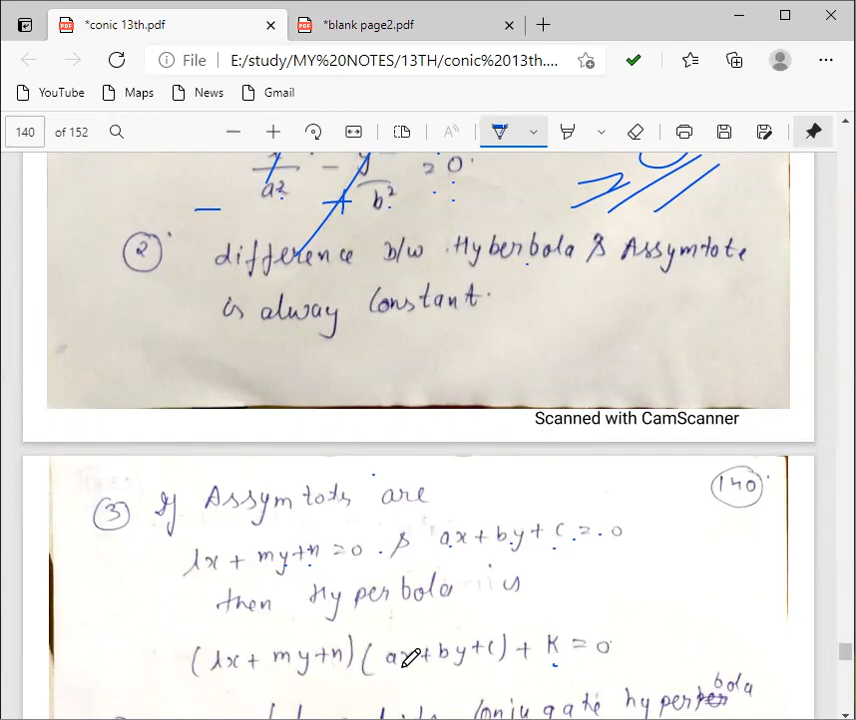 *conic 13th.pdf
*blank page2.pdf
File
E:/study/MY%20NOTES/13TH/conic%2013th....
YouTube
Maps
News
Gmail
140 of 152
a² − b² = 0
② difference b/w Hyberbola & Assymtote
is alway Constant.
Scanned with CamScanner
140
③ If Assymtots are
lx + my+n = 0 & ax + by + c = 0
then Hyperbola is
(lx + my+n) (ax+by+c) + K = 0
Conjugate hyperbola